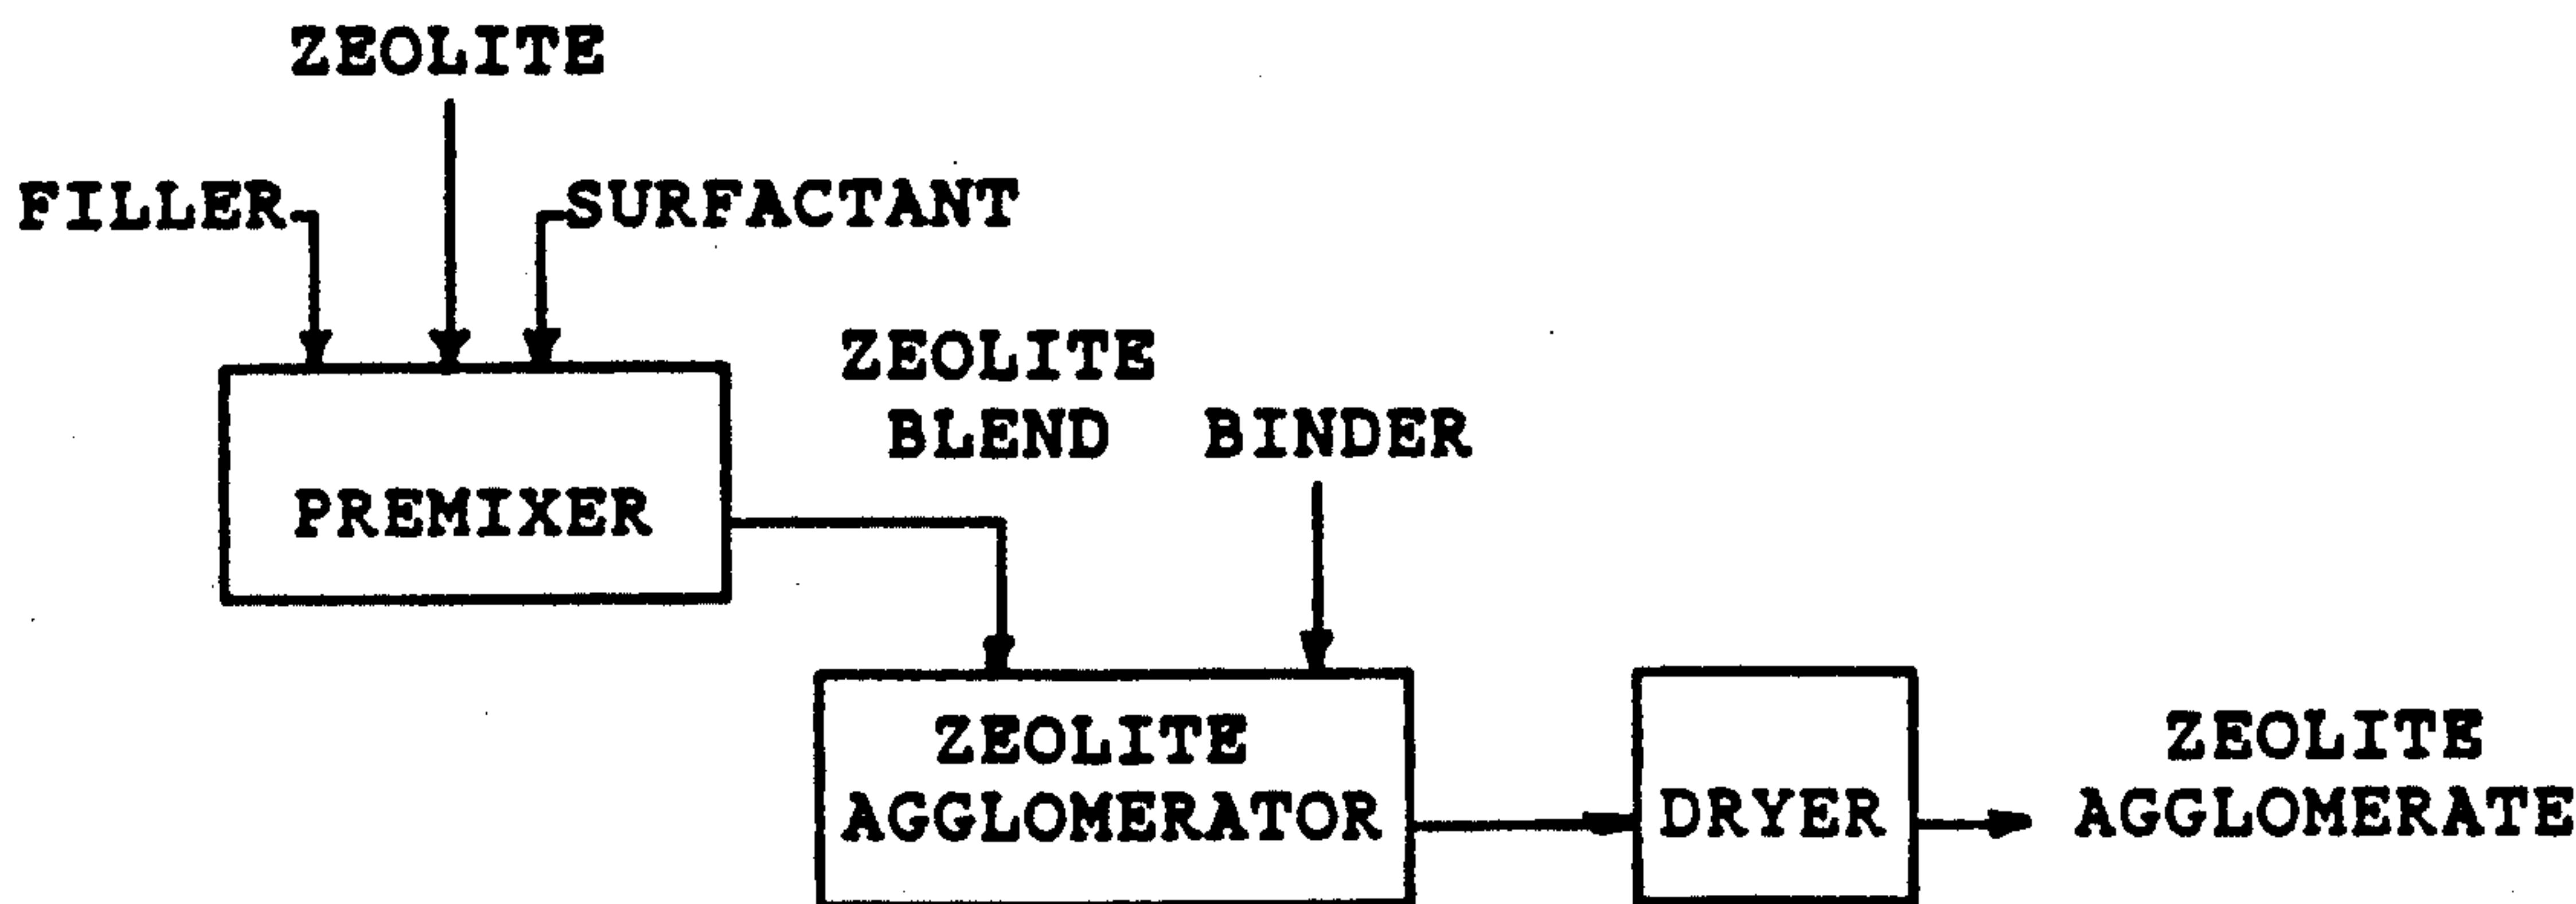 ZEOLITE
FILLER
SURFACTANT
ZEOLITE
BLEND
BINDER
PREMIXER
ZEOLITE
AGGLOMERATOR
DRYER
ZEOLITE
AGGLOMERATE